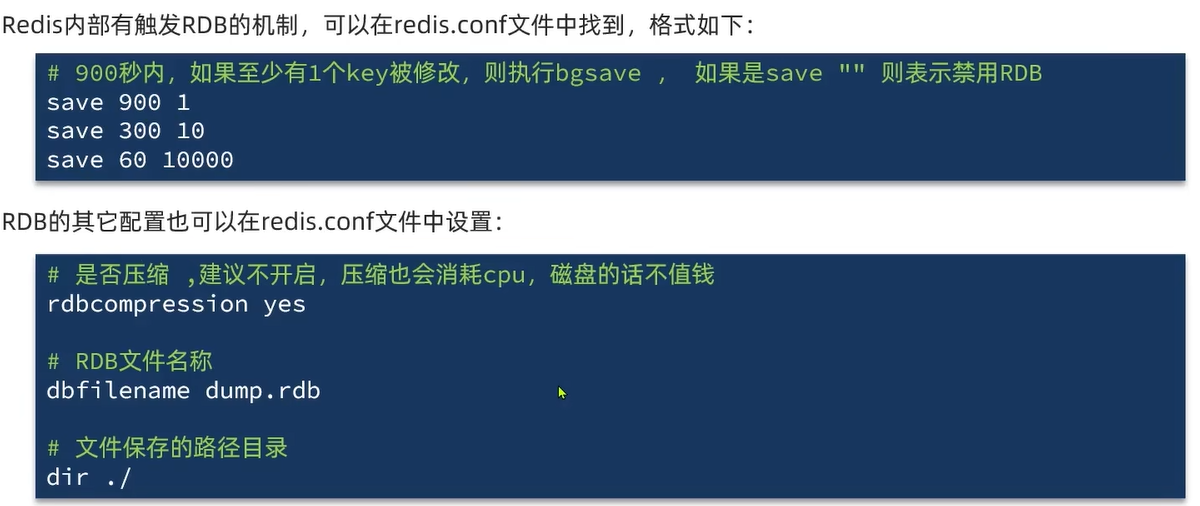 Redis内部有触发RDB的机制，可以在redis.conf文件中找到，格式如下：
# 900秒内，如果至少有1个key被修改，则执行bgsave ， 如果是save "" 则表示禁用RDB
save 900 1
save 300 10
save 60 10000
RDB的其它配置也可以在redis.conf文件中设置：
# 是否压缩 ,建议不开启，压缩也会消耗cpu，磁盘的话不值钱
rdbcompression yes
# RDB文件名称
dbfilename dump.rdb
# 文件保存的路径目录
dir ./